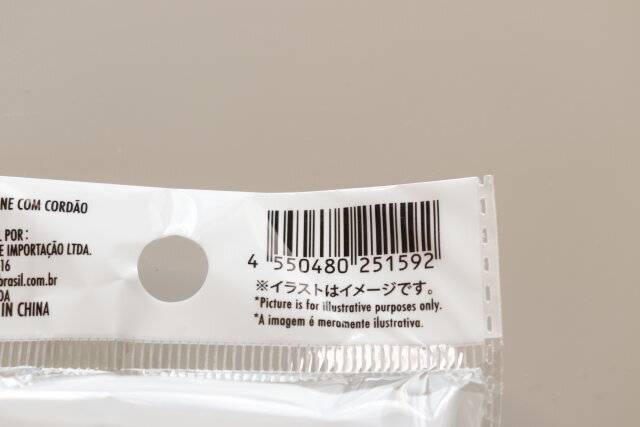 NE COM CORDÃO
L POR :
E IMPORTAÇÃO LTDA.
16
brasil.com.br
DA
IN CHINA
4 550480 251592
※イラストはイメージです。
*Picture is for illustrative purposes only.
*A imagem é meramente ilustrativa.